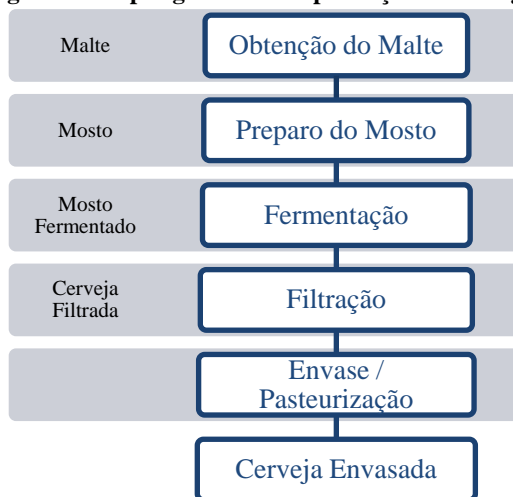 Malte
Obtenção do Malte
Mosto
Preparo do Mosto
Mosto
Fermentado
Fermentação
Cerveja
Filtrada
Filtração
Envase /
Pasteurização
Cerveja Envasada